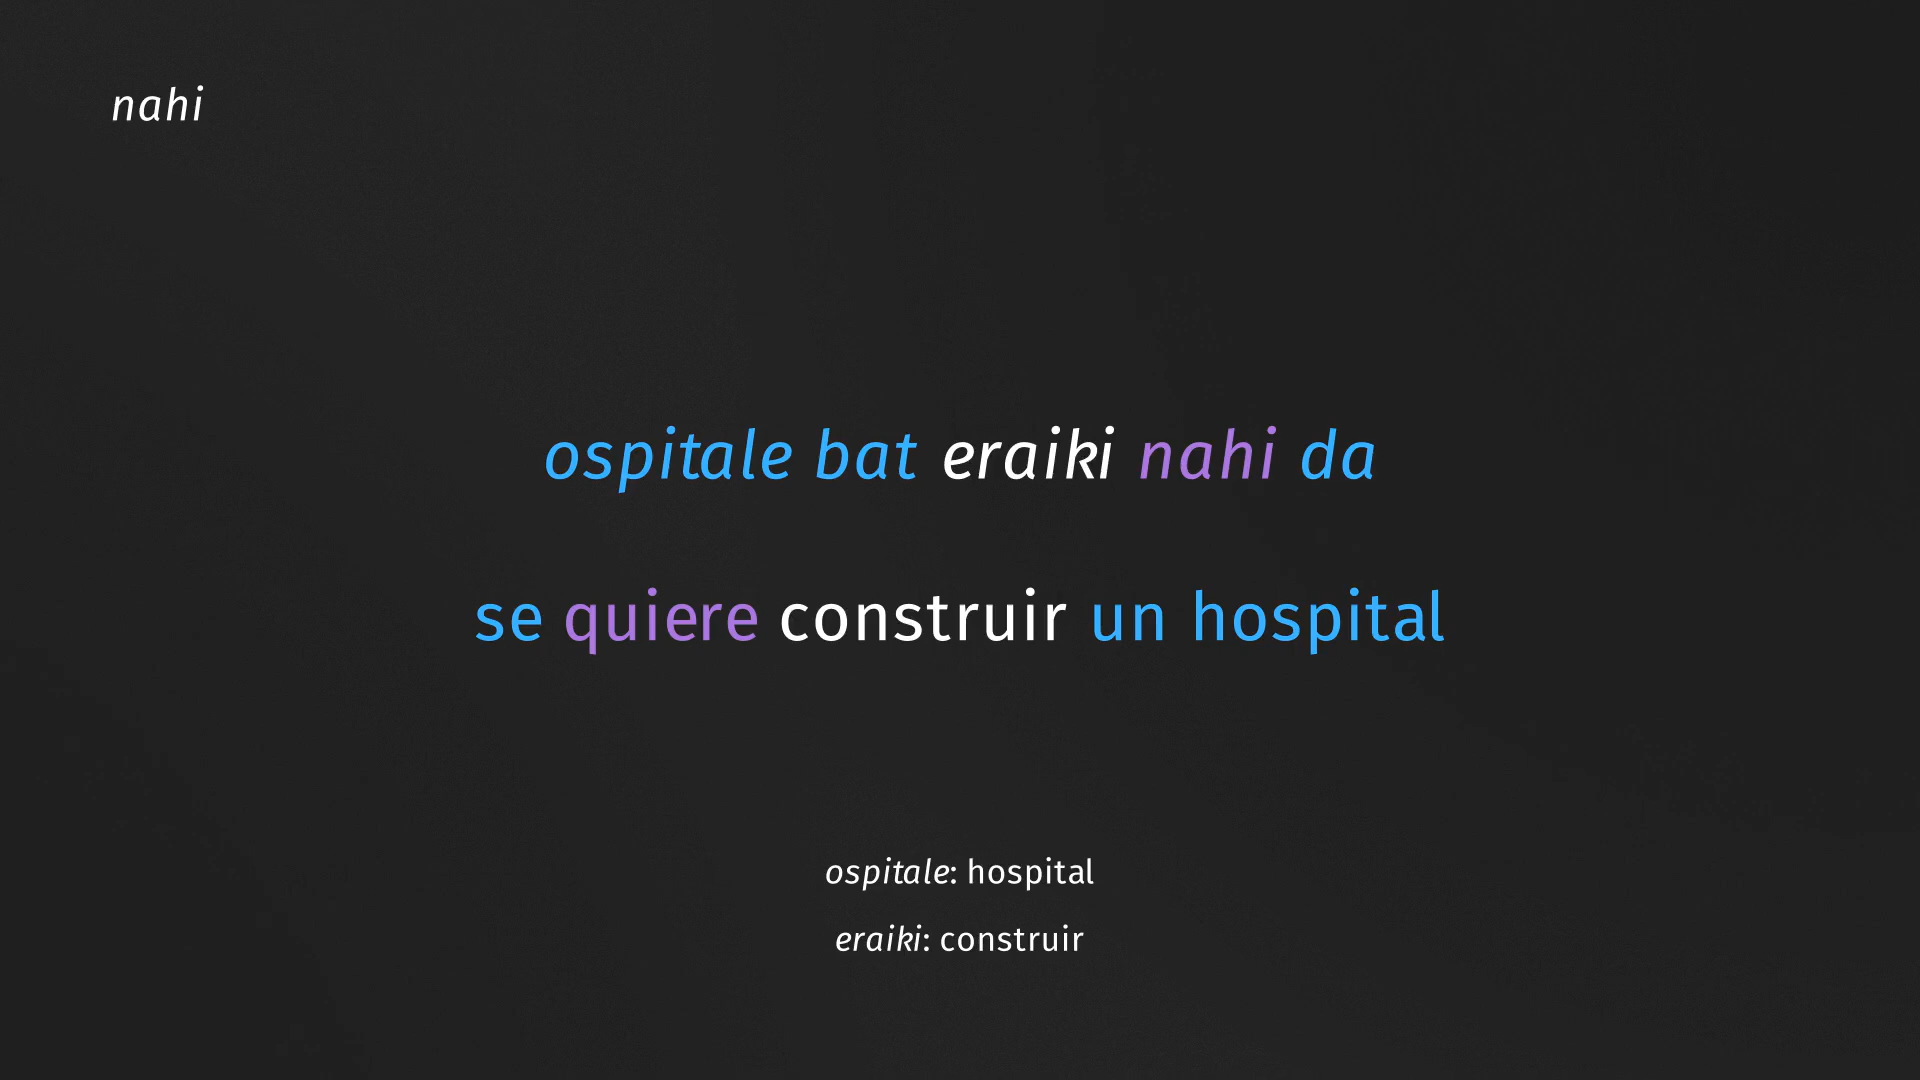 nahi
ospitale bat eraiki nahi da
se quiere construir un hospital
ospitale: hospital
eraiki: construir